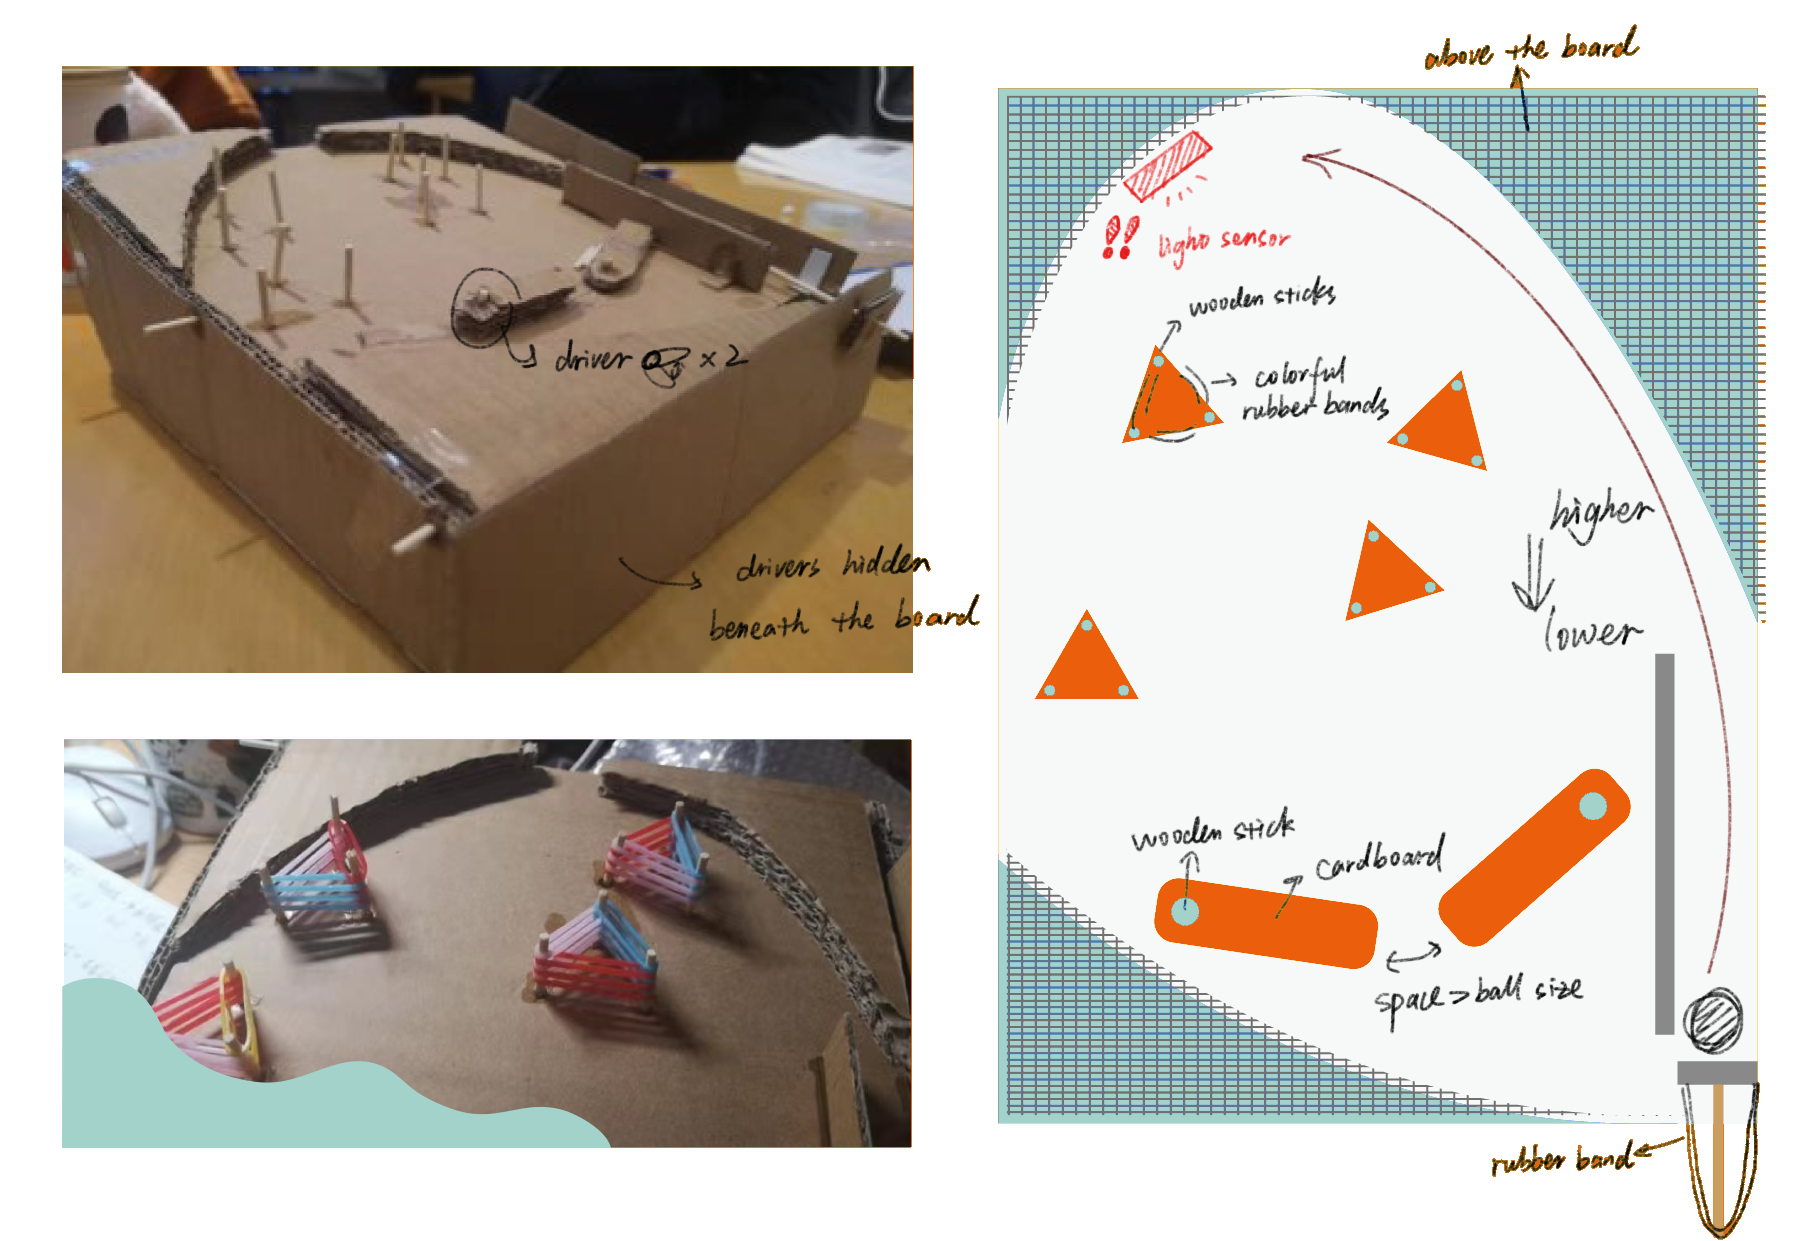 above the board
ligho sensor
wooden sticks
colorful
rubber bands
driver × 2
higher
lower
drivers hidden
beneath the board
wooden stick
cardboard
space > ball size
rubber band